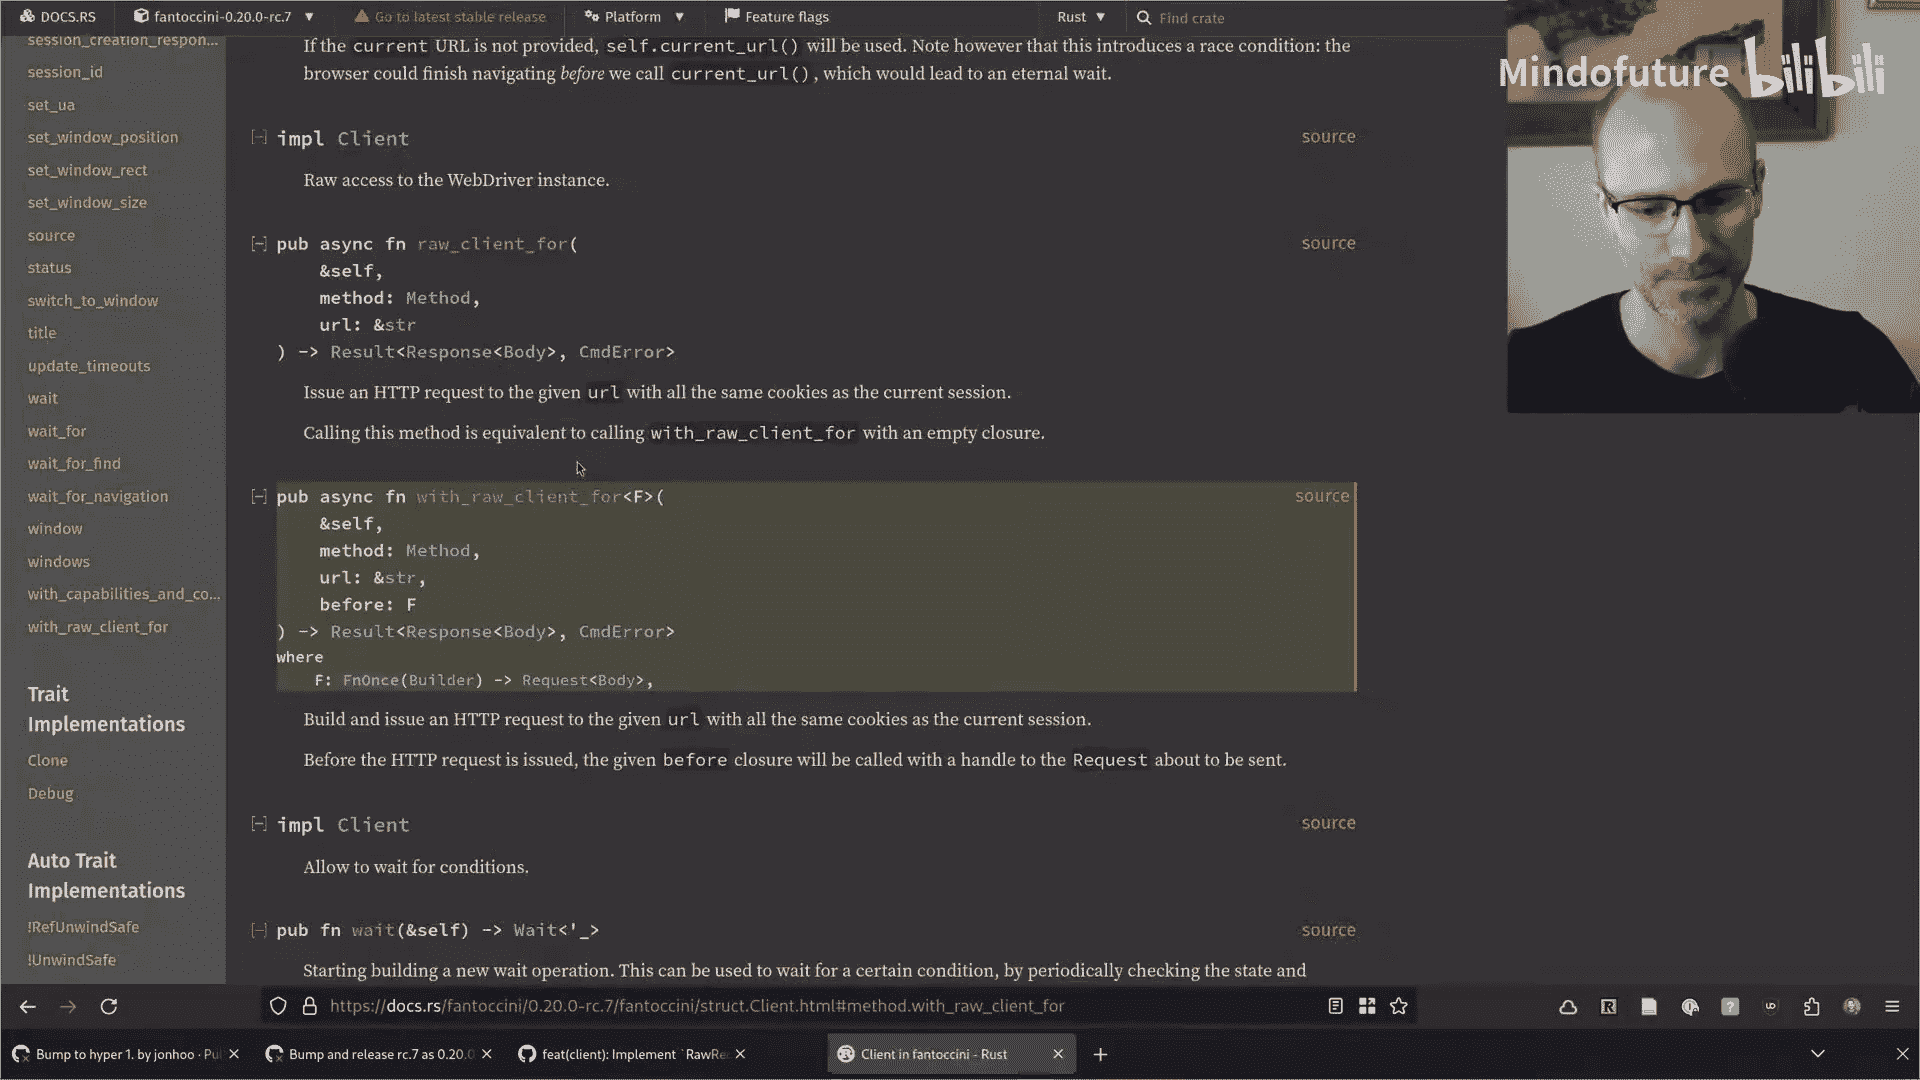 DOCS.RS
fantoccini-0.20.0-rc.7
Go to latest stable release
Platform
Feature flags
Rust
Find crate
Mindofuture bilibili
session_creation_respon...
session_id
set_ua
set_window_position
set_window_rect
set_window_size
source
status
switch_to_window
title
update_timeouts
wait
wait_for
wait_for_find
wait_for_navigation
window
windows
with_capabilities_and_co...
with_raw_client_for
Trait
Implementations
Clone
Debug
Auto Trait
Implementations
!RefUnwindSafe
!UnwindSafe
If the current URL is not provided, self.current_url() will be used. Note however that this introduces a race condition: the
browser could finish navigating before we call current_url(), which would lead to an eternal wait.
[-] impl Client source
Raw access to the WebDriver instance.
[-] pub async fn raw_client_for( source
&self,
method: Method,
url: &str
) -> Result<Response<Body>, CmdError>
Issue an HTTP request to the given url with all the same cookies as the current session.
Calling this method is equivalent to calling with_raw_client_for with an empty closure.
[-] pub async fn with_raw_client_for<F>( source
&self,
method: Method,
url: &str,
before: F
) -> Result<Response<Body>, CmdError>
where
F: FnOnce(Builder) -> Request<Body>,
Build and issue an HTTP request to the given url with all the same cookies as the current session.
Before the HTTP request is issued, the given before closure will be called with a handle to the Request about to be sent.
[-] impl Client source
Allow to wait for conditions.
[-] pub fn wait(&self) -> Wait<'_> source
Starting building a new wait operation. This can be used to wait for a certain condition, by periodically checking the state and
https://docs.rs/fantoccini/0.20.0-rc.7/fantoccini/struct.Client.html#method.with_raw_client_for
Bump to hyper 1. by jonhoo · Pu
Bump and release rc.7 as 0.20.0
feat(client): Implement `RawRe
Client in fantoccini - Rust